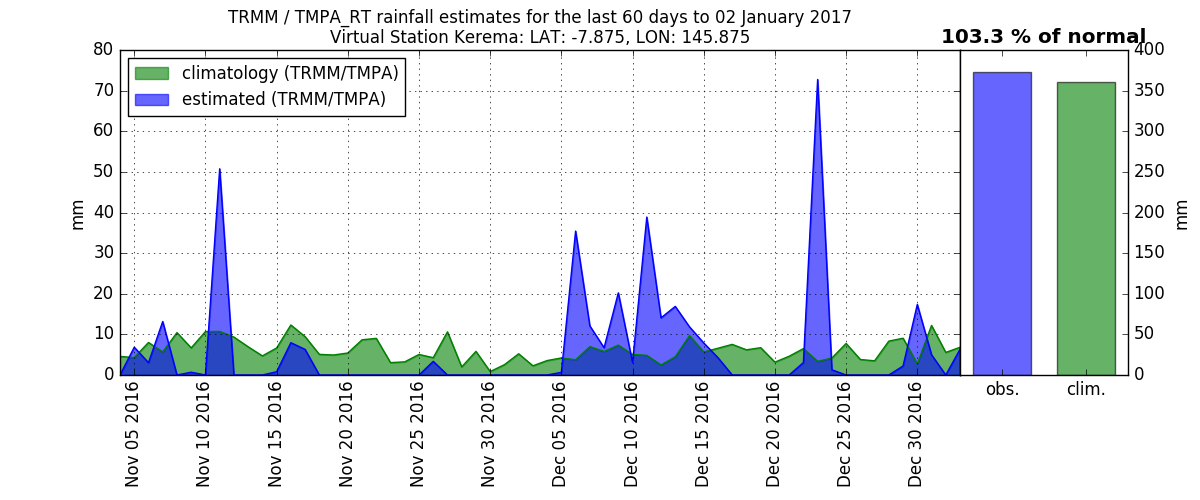 TRMM / TMPA_RT rainfall estimates for the last 60 days to 02 January 2017
Virtual Station Kerema: LAT: -7.875, LON: 145.875
103.3 % of normal
climatology (TRMM/TMPA)
estimated (TRMM/TMPA)
mm
80
70
60
50
40
30
20
10
0
Nov 05 2016
Nov 10 2016
Nov 15 2016
Nov 20 2016
Nov 25 2016
Nov 30 2016
Dec 05 2016
Dec 10 2016
Dec 15 2016
Dec 20 2016
Dec 25 2016
Dec 30 2016
obs.
clim.
400
350
300
250
200
150
100
50
0
mm